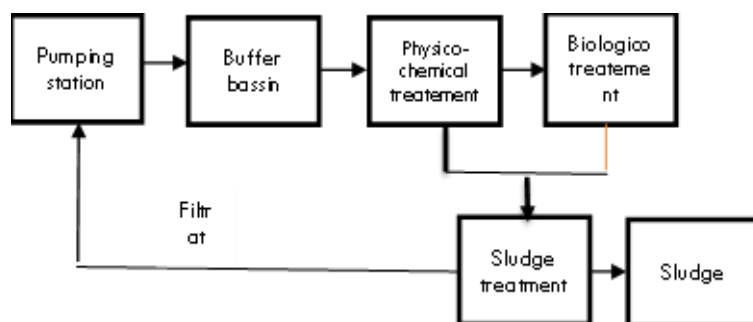 Pumping
station
Buffer
bassin
Physico-
chemical
treatement
Biologico
treateme
nt
Filtr
at
Sludge
treatment
Sludge